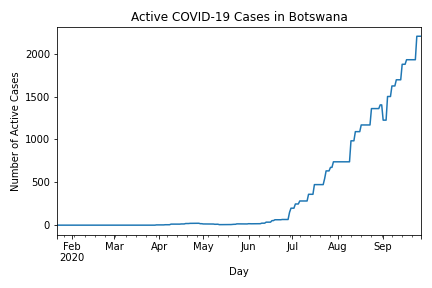 Active COVID-19 Cases in Botswana
Number of Active Cases
2000
1500
1000
500
0
Feb Mar Apr May Jun Jul Aug Sep
2020
Day